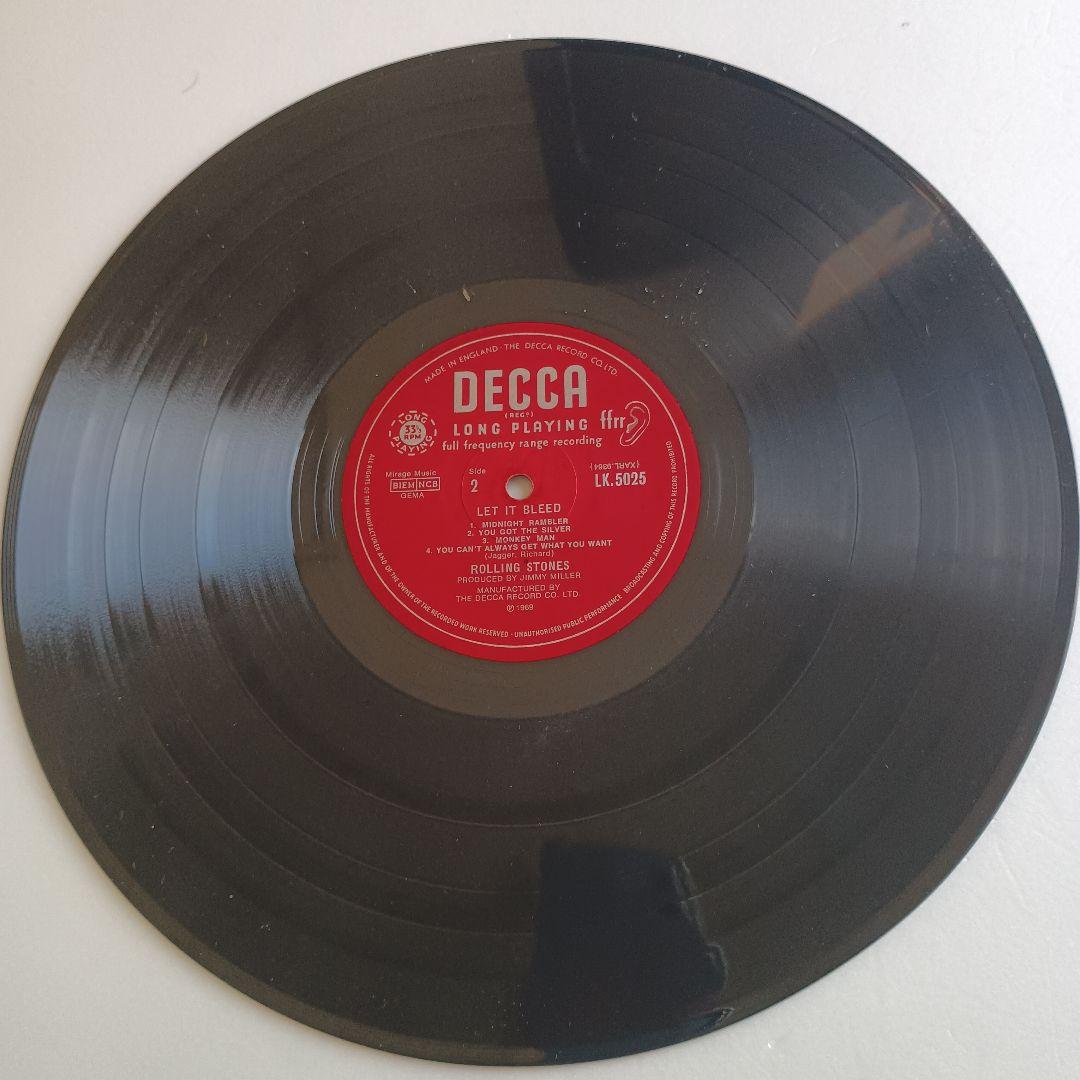 MADE IN ENGLAND · THE DECCA RECORD CO. LTD.
DECCA
(REGD)
LONG PLAYING ffrr
full frequency range recording
LONG
33⅓
RPM
PLAYING
Mirage Music
BIEM NCB
GEMA
Side
2
(XARL.9364)
LK.5025
LET IT BLEED
1. MIDNIGHT RAMBLER
2. YOU GOT THE SILVER
3. MONKEY MAN
4. YOU CAN'T ALWAYS GET WHAT YOU WANT
(Jagger, Richard)
ROLLING STONES
PRODUCED BY JIMMY MILLER
MANUFACTURED BY
THE DECCA RECORD CO. LTD.
℗ 1969
ALL RIGHTS OF THE MANUFACTURER AND OF THE OWNER OF THE RECORDED WORK RESERVED · UNAUTHORISED PUBLIC PERFORMANCE BROADCASTING AND COPYING OF THIS RECORD PROHIBITED